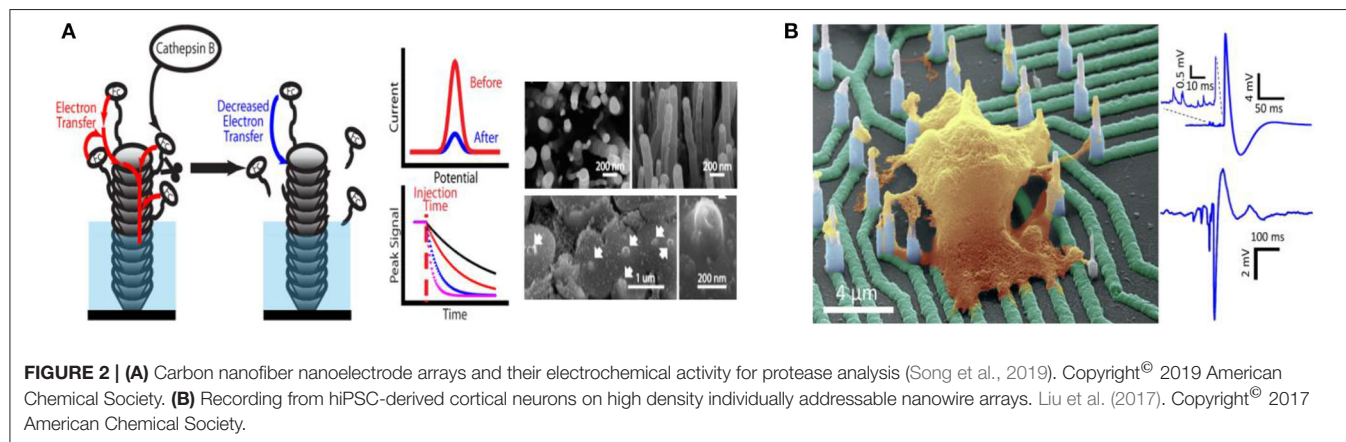 A
Cathepsin B
Electron
Transfer
Decreased
Electron
Transfer
Current
Before
After
Potential
Injection
Time
Peak Signal
Time
200 nm
200 nm
1 um
200 nm
B
4 μm
0.5 mV
10 ms
4 mV
50 ms
2 mV
100 ms
FIGURE 2 | (A) Carbon nanofiber nanoelectrode arrays and their electrochemical activity for protease analysis (Song et al., 2019). Copyright© 2019 American
Chemical Society. (B) Recording from hiPSC-derived cortical neurons on high density individually addressable nanowire arrays. Liu et al. (2017). Copyright© 2017
American Chemical Society.